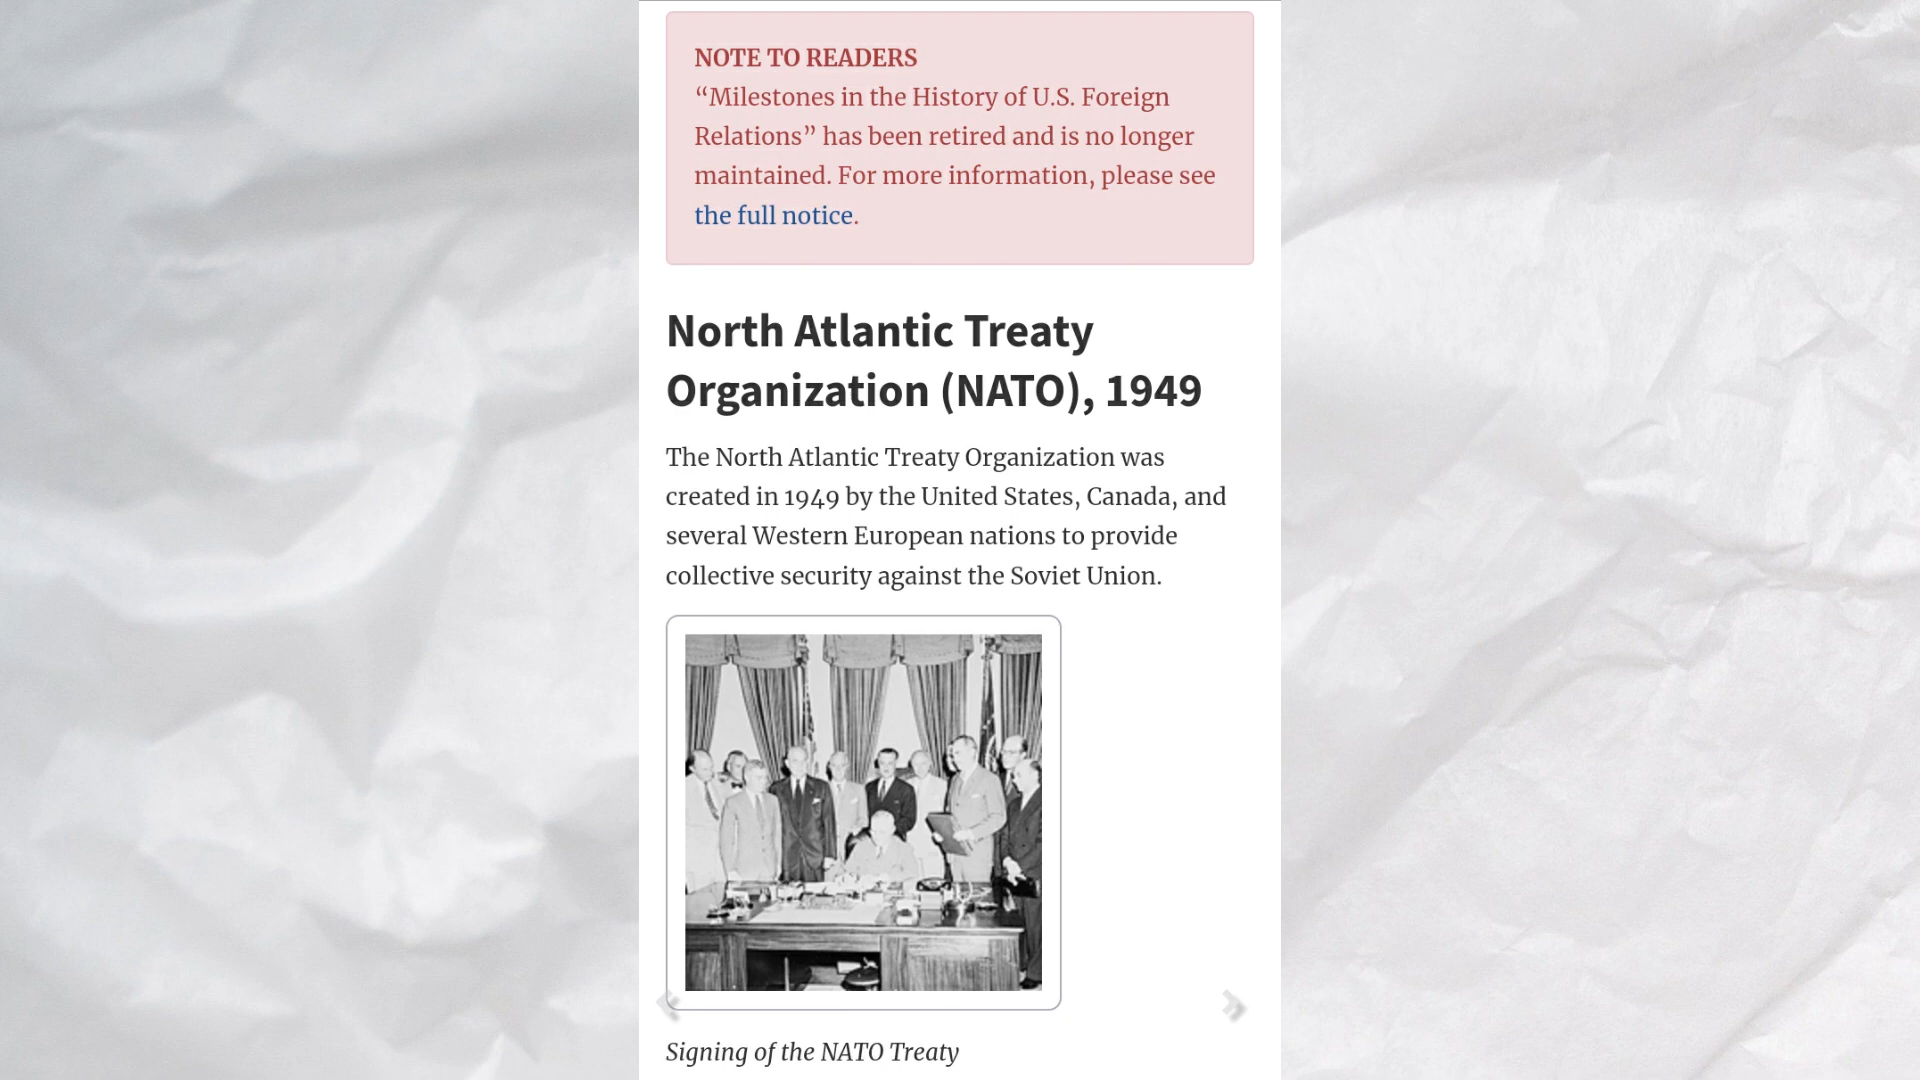 NOTE TO READERS
“Milestones in the History of U.S. Foreign
Relations” has been retired and is no longer
maintained. For more information, please see
the full notice.
North Atlantic Treaty
Organization (NATO), 1949
The North Atlantic Treaty Organization was
created in 1949 by the United States, Canada, and
several Western European nations to provide
collective security against the Soviet Union.
Signing of the NATO Treaty